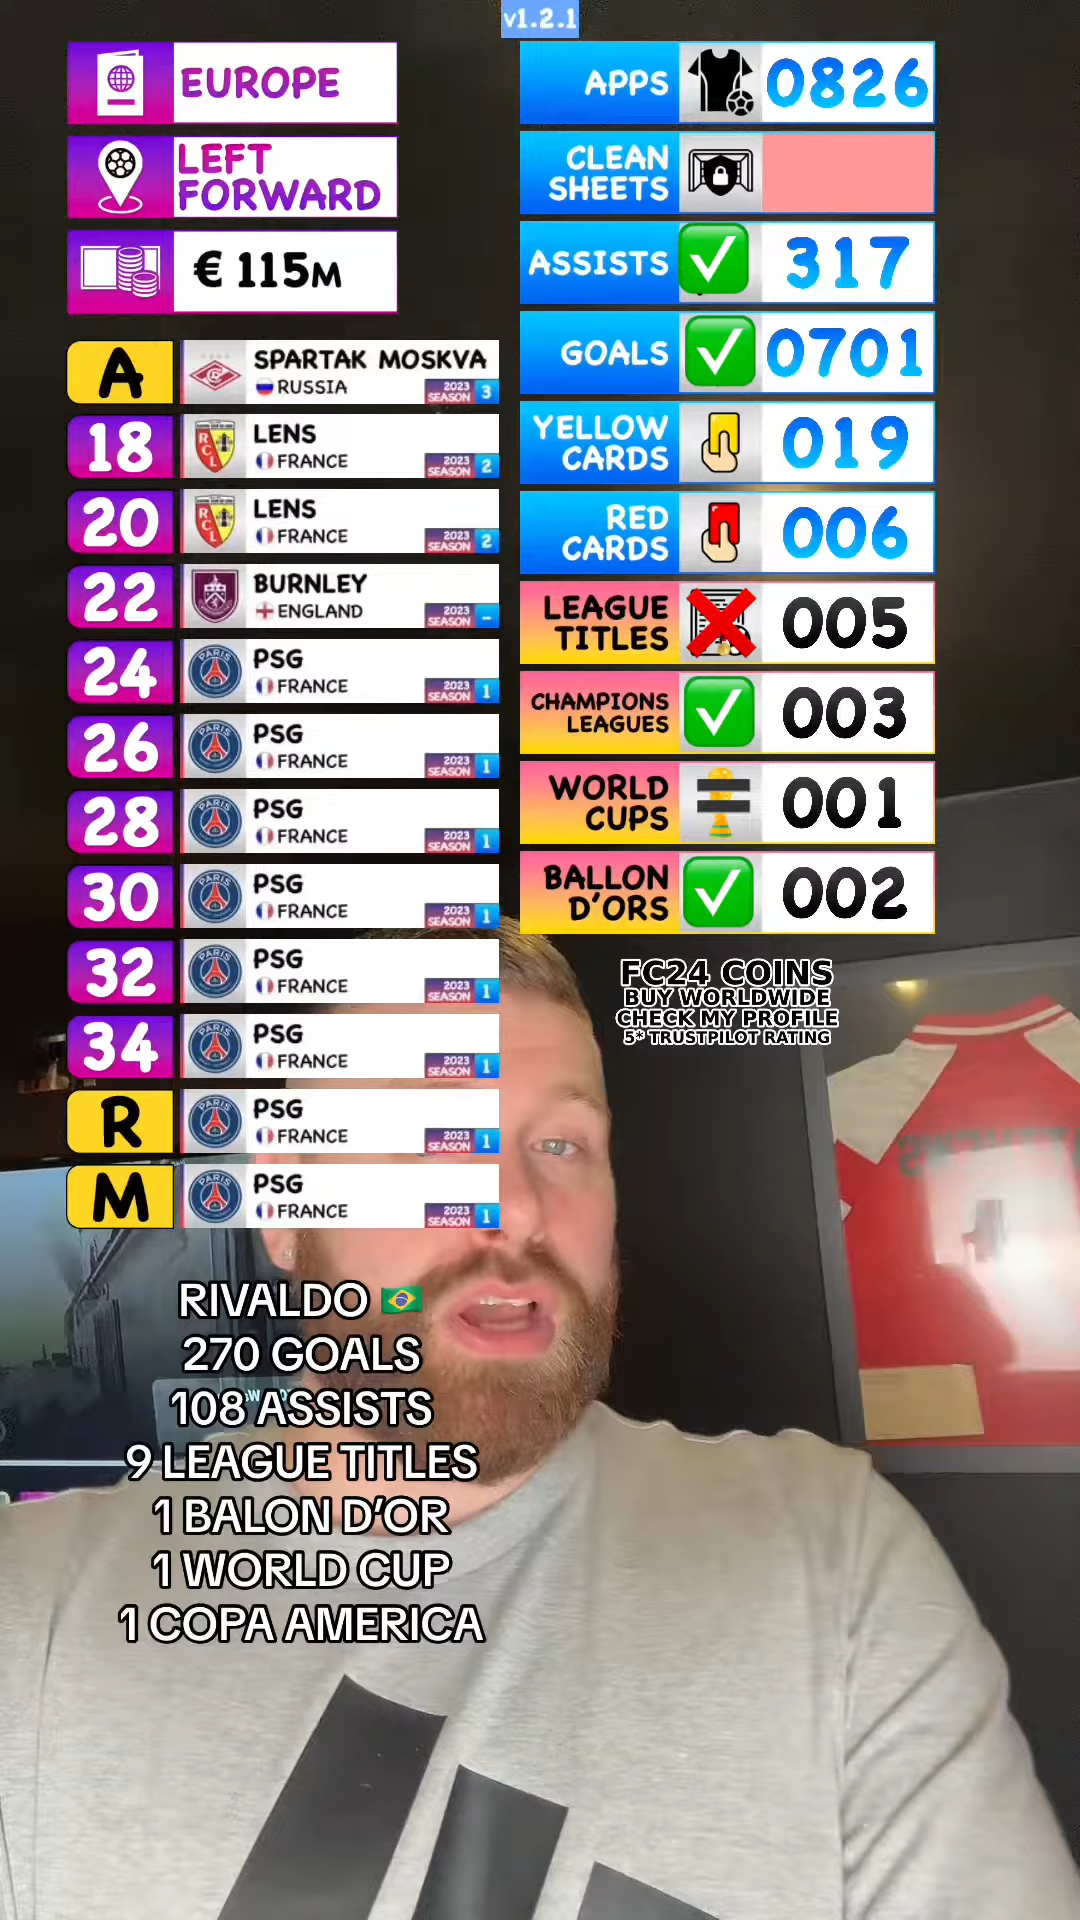 v1.2.1
EUROPE
LEFT
FORWARD
€ 115M
A
SPARTAK MOSKVA
RUSSIA
2023
SEASON 3
18
LENS
FRANCE
2023
SEASON 2
20
LENS
FRANCE
2023
SEASON 2
22
BURNLEY
ENGLAND
2023
SEASON –
24
PSG
FRANCE
2023
SEASON 1
26
PSG
FRANCE
2023
SEASON 1
28
PSG
FRANCE
2023
SEASON 1
30
PSG
FRANCE
2023
SEASON 1
32
PSG
FRANCE
2023
SEASON 1
34
PSG
FRANCE
2023
SEASON 1
R
PSG
FRANCE
2023
SEASON 1
M
PSG
FRANCE
2023
SEASON 1
APPS 0826
CLEAN
SHEETS
ASSISTS 317
GOALS 0701
YELLOW
CARDS 019
RED
CARDS 006
LEAGUE
TITLES 005
CHAMPIONS
LEAGUES 003
WORLD
CUPS 001
BALLON
D'ORS 002
FC24 COINS
BUY WORLDWIDE
CHECK MY PROFILE
5* TRUSTPILOT RATING
RIVALDO 🇧🇷
270 GOALS
108 ASSISTS
9 LEAGUE TITLES
1 BALON D'OR
1 WORLD CUP
1 COPA AMERICA